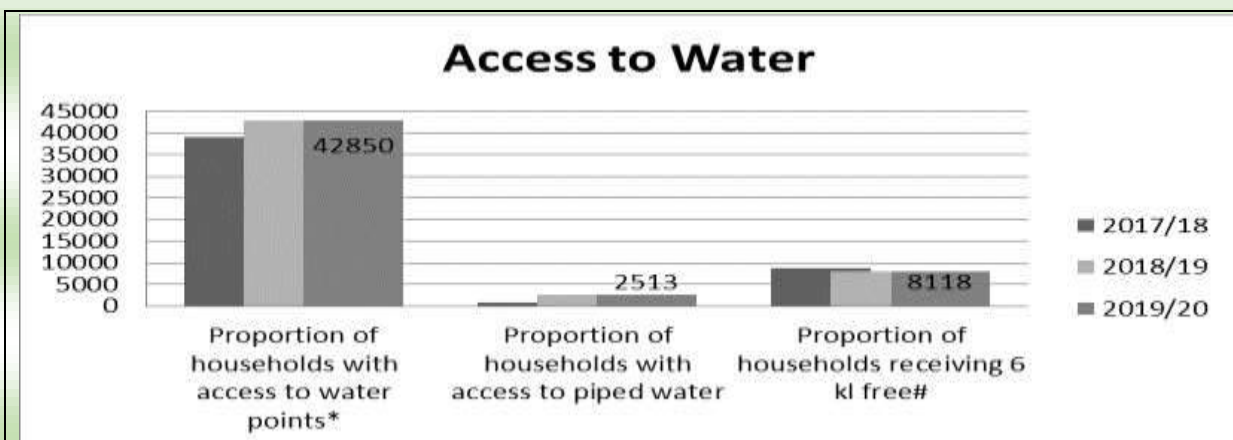 Access to Water
45000
40000
35000
30000
25000
20000
15000
10000
5000
0
42850
2513
8118
Proportion of
households with
access to water
points*
Proportion of
households with
access to piped water
Proportion of
households receiving 6
kl free#
2017/18
2018/19
2019/20